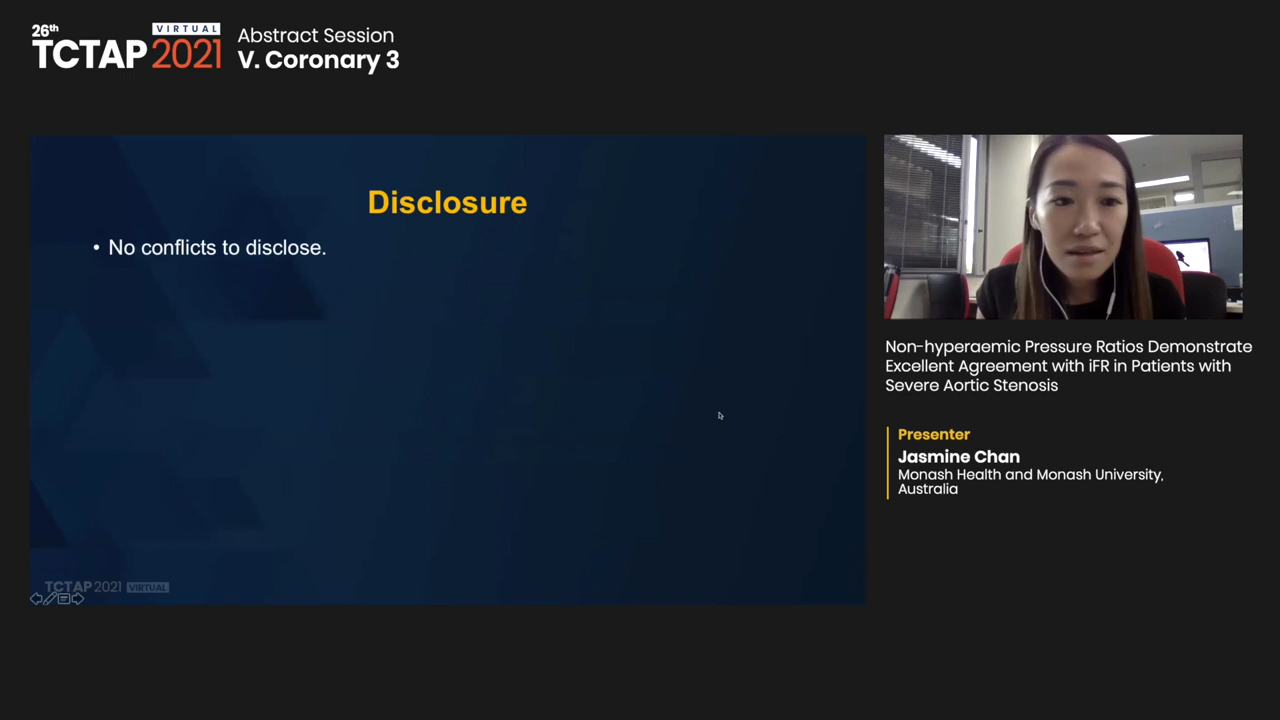 26th
TCTAP
VIRTUAL
2021
Abstract Session
V. Coronary 3
Disclosure
• No conflicts to disclose.
TCTAP 2021 VIRTUAL
Non-hyperaemic Pressure Ratios Demonstrate
Excellent Agreement with iFR in Patients with
Severe Aortic Stenosis
Presenter
Jasmine Chan
Monash Health and Monash University,
Australia